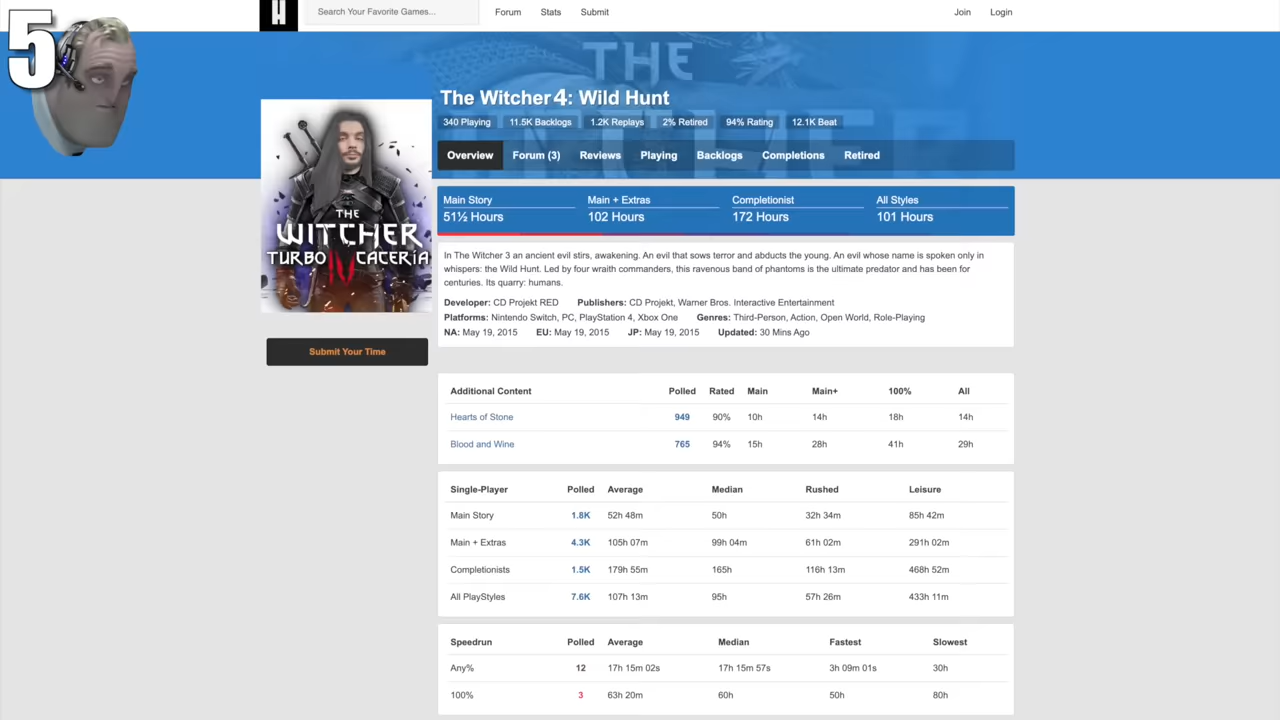 5
H
Search Your Favorite Games... Forum Stats Submit Join Login
THE
The Witcher 4: Wild Hunt
340 Playing 11.5K Backlogs 1.2K Replays 2% Retired 94% Rating 12.1K Beat
Overview Forum (3) Reviews Playing Backlogs Completions Retired
Main Story Main + Extras Completionist All Styles
51½ Hours 102 Hours 172 Hours 101 Hours
THE
WITCHER
TURBO IV CACERíA
In The Witcher 3 an ancient evil stirs, awakening. An evil that sows terror and abducts the young. An evil whose name is spoken only in
whispers: the Wild Hunt. Led by four wraith commanders, this ravenous band of phantoms is the ultimate predator and has been for
centuries. Its quarry: humans.
Developer: CD Projekt RED Publishers: CD Projekt, Warner Bros. Interactive Entertainment
Platforms: Nintendo Switch, PC, PlayStation 4, Xbox One Genres: Third-Person, Action, Open World, Role-Playing
NA: May 19, 2015 EU: May 19, 2015 JP: May 19, 2015 Updated: 30 Mins Ago
Submit Your Time
Additional Content Polled Rated Main Main+ 100% All
Hearts of Stone 949 90% 10h 14h 18h 14h
Blood and Wine 765 94% 15h 28h 41h 29h
Single-Player Polled Average Median Rushed Leisure
Main Story 1.8K 52h 48m 50h 32h 34m 85h 42m
Main + Extras 4.3K 105h 07m 99h 04m 61h 02m 291h 02m
Completionists 1.5K 179h 55m 165h 116h 13m 468h 52m
All PlayStyles 7.6K 107h 13m 95h 57h 26m 433h 11m
Speedrun Polled Average Median Fastest Slowest
Any% 12 17h 15m 02s 17h 15m 57s 3h 09m 01s 30h
100% 3 63h 20m 60h 50h 80h